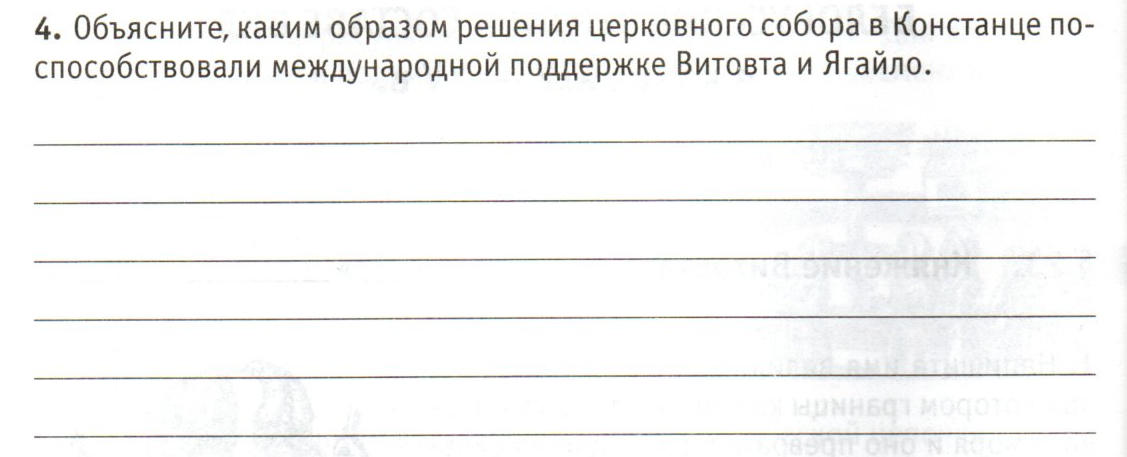 4. Объясните, каким образом решения церковного собора в Констанце по-
способствовали международной поддержке Витовта и Ягайло.